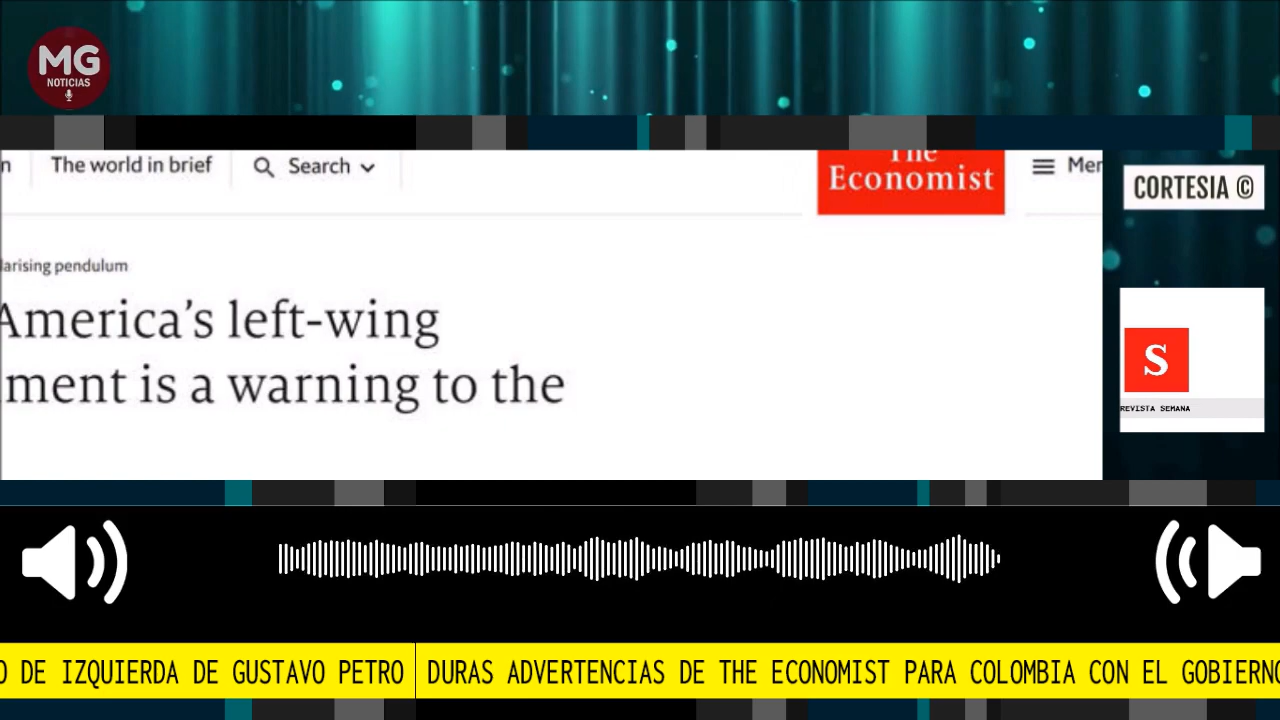 MG
NOTICIAS
The world in brief
Search
The
Economist
CORTESIA ©
larising pendulum
America's left-wing
ment is a warning to the
S
REVISTA SEMANA
O DE IZQUIERDA DE GUSTAVO PETRO
DURAS ADVERTENCIAS DE THE ECONOMIST PARA COLOMBIA CON EL GOBIERNO